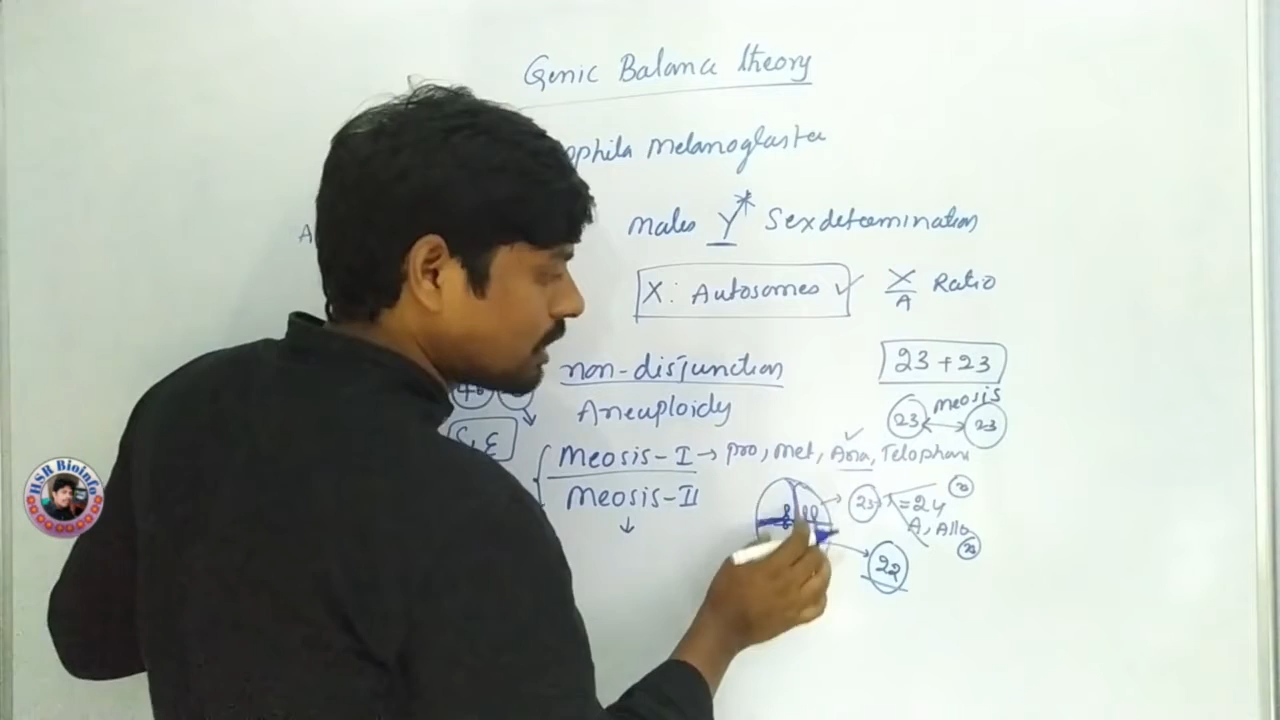 Genic Balance theory
ophila Melanoglaster
A
Males Y* Sexdetermination
X: Autosomes ✓ X/A Ratio
non-disjunction
23 + 23
Aneuploidy
23 meosis 23
Meosis-I → pro, Met, Ana, Telophan
Meosis-II
23 = 24
A, Allo
22
HSR Bioinfo